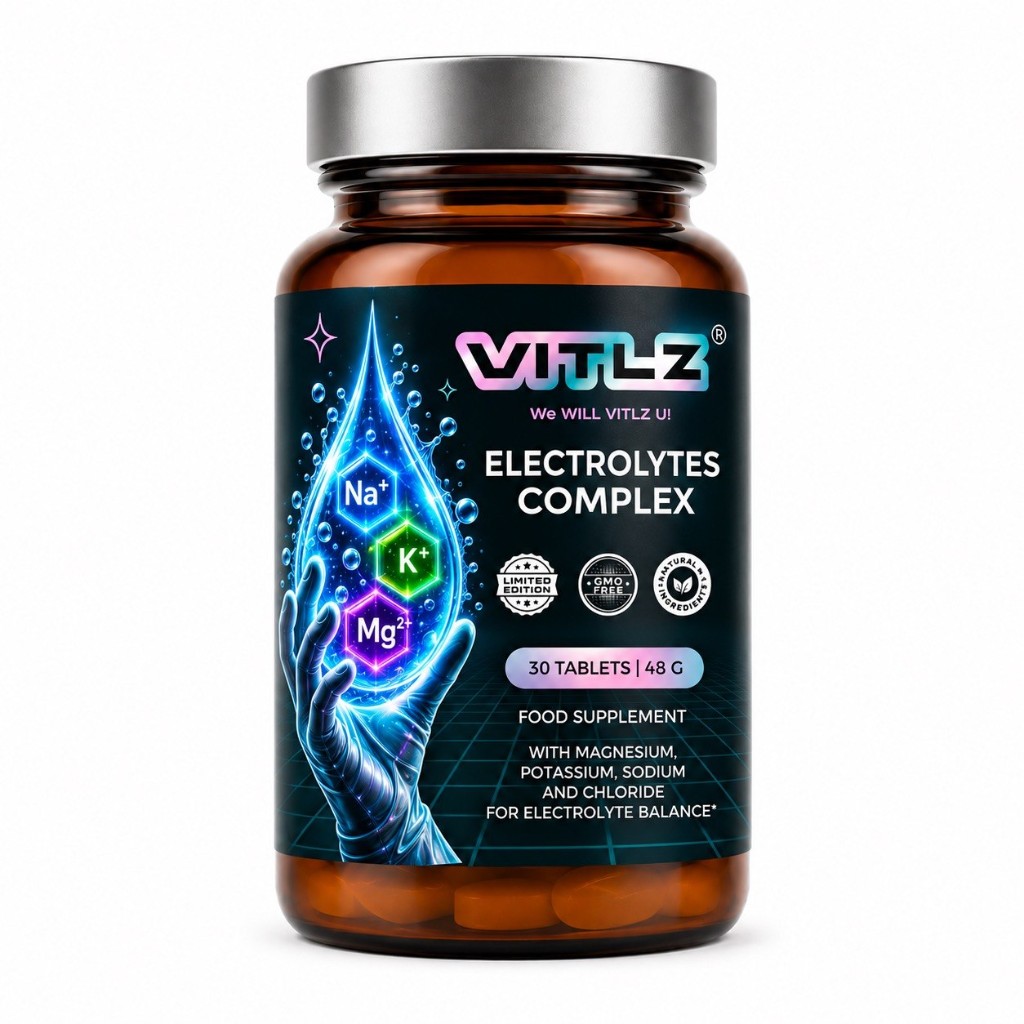 VITLZ®
We WILL VITLZ U!
ELECTROLYTES
COMPLEX
Na⁺
K⁺
Mg²⁺
LIMITED
EDITION
GMO
FREE
NATURAL
INGREDIENTS
30 TABLETS | 48 G
FOOD SUPPLEMENT
WITH MAGNESIUM,
POTASSIUM, SODIUM
AND CHLORIDE
FOR ELECTROLYTE BALANCE*